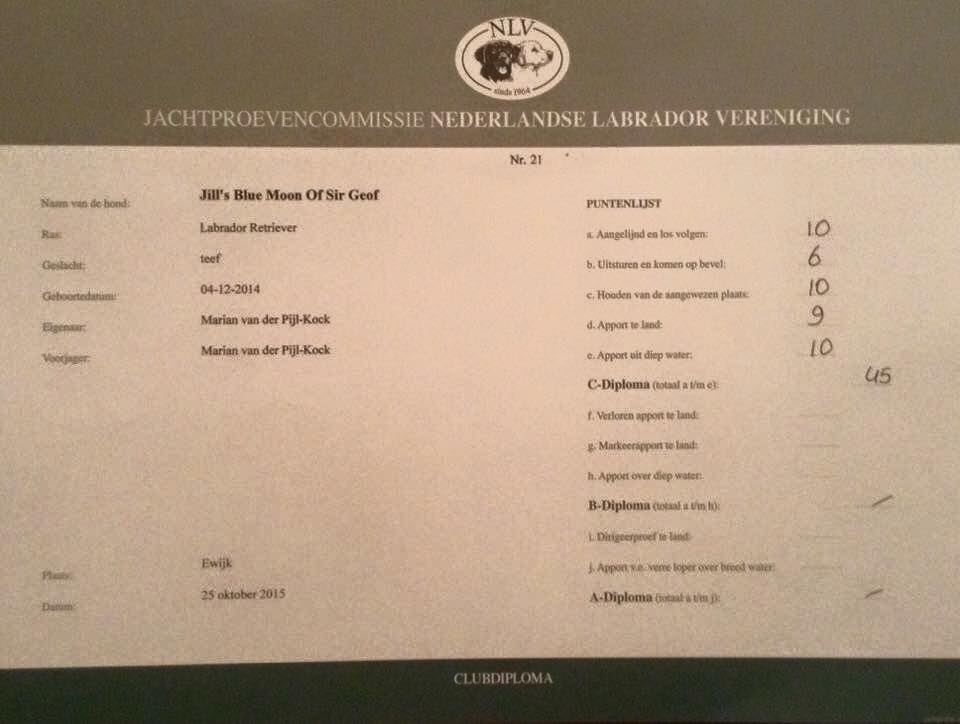 NLV
sinds 1964
JACHTPROEVENCOMMISSIE NEDERLANDSE LABRADOR VERENIGING
Nr. 21
Naam van de hond: Jill's Blue Moon Of Sir Geof
Ras: Labrador Retriever
Geslacht: teef
Geboortedatum: 04-12-2014
Eigenaar: Marian van der Pijl-Kock
Voorjager: Marian van der Pijl-Kock
Plaats: Ewijk
Datum: 25 oktober 2015
PUNTENLIJST
a. Aangelijnd en los volgen: 10
b. Uitsturen en komen op bevel: 6
c. Houden van de aangewezen plaats: 10
d. Apport te land: 9
e. Apport uit diep water: 10
C-Diploma (totaal a t/m e): 45
f. Verloren apport te land:
g. Markeerapport te land:
h. Apport over diep water:
B-Diploma (totaal a t/m h): –
i. Dirigeerproef te land:
j. Apport v.e. verre loper over breed water:
A-Diploma (totaal a t/m j): –
CLUBDIPLOMA